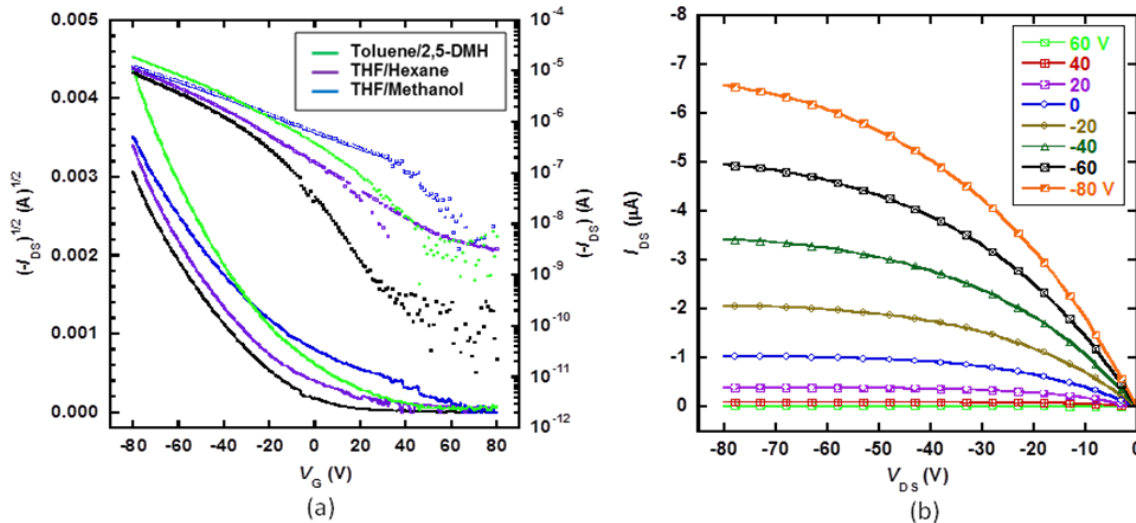 0.005
0.004
0.003
0.002
0.001
0.000
(-I_DS)^1/2 (A)^1/2
Toluene/2,5-DMH
THF/Hexane
THF/Methanol
10^-4
10^-5
10^-6
10^-7
10^-8
10^-9
10^-10
10^-11
10^-12
(-I_DS) (A)
-80 -60 -40 -20 0 20 40 60 80
V_G (V)
(a)
-8
-7
-6
-5
-4
-3
-2
-1
0
I_DS (μA)
60 V
40
20
0
-20
-40
-60
-80 V
-80 -70 -60 -50 -40 -30 -20 -10 0
V_DS (V)
(b)